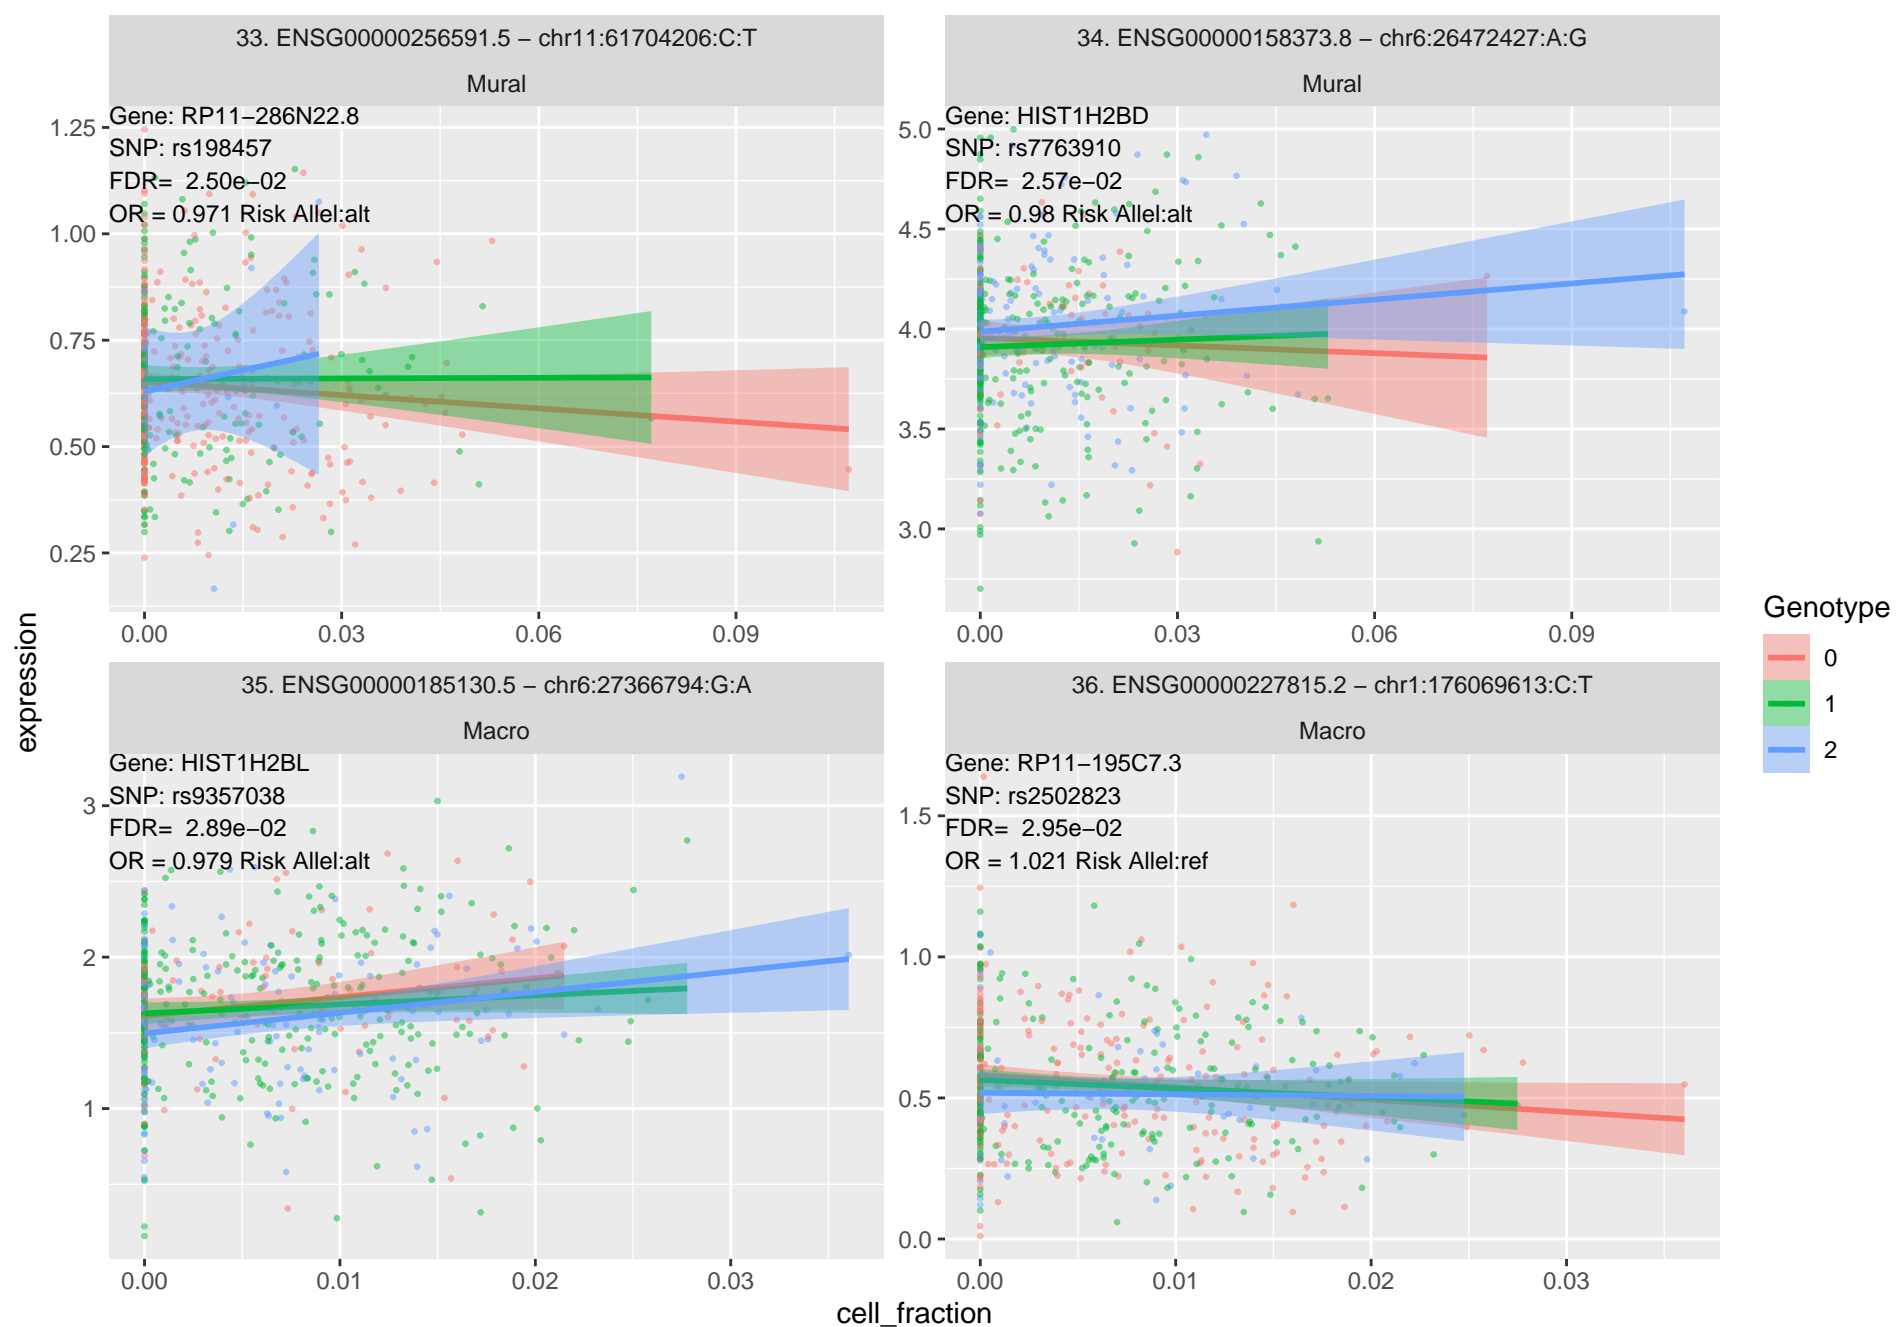 33. ENSG00000256591.5 − chr11:61704206:C:T
Mural
Gene: RP11−286N22.8
SNP: rs198457
FDR= 2.50e−02
OR = 0.971 Risk Allel:alt
1.25
1.00
0.75
0.50
0.25
0.00 0.03 0.06 0.09
34. ENSG00000158373.8 − chr6:26472427:A:G
Mural
Gene: HIST1H2BD
SNP: rs7763910
FDR= 2.57e−02
OR = 0.98 Risk Allel:alt
5.0
4.5
4.0
3.5
3.0
0.00 0.03 0.06 0.09
35. ENSG00000185130.5 − chr6:27366794:G:A
Macro
Gene: HIST1H2BL
SNP: rs9357038
FDR= 2.89e−02
OR = 0.979 Risk Allel:alt
3
2
1
0.00 0.01 0.02 0.03
36. ENSG00000227815.2 − chr1:176069613:C:T
Macro
Gene: RP11−195C7.3
SNP: rs2502823
FDR= 2.95e−02
OR = 1.021 Risk Allel:ref
1.5
1.0
0.5
0.0
0.00 0.01 0.02 0.03
expression
cell_fraction
Genotype
0
1
2